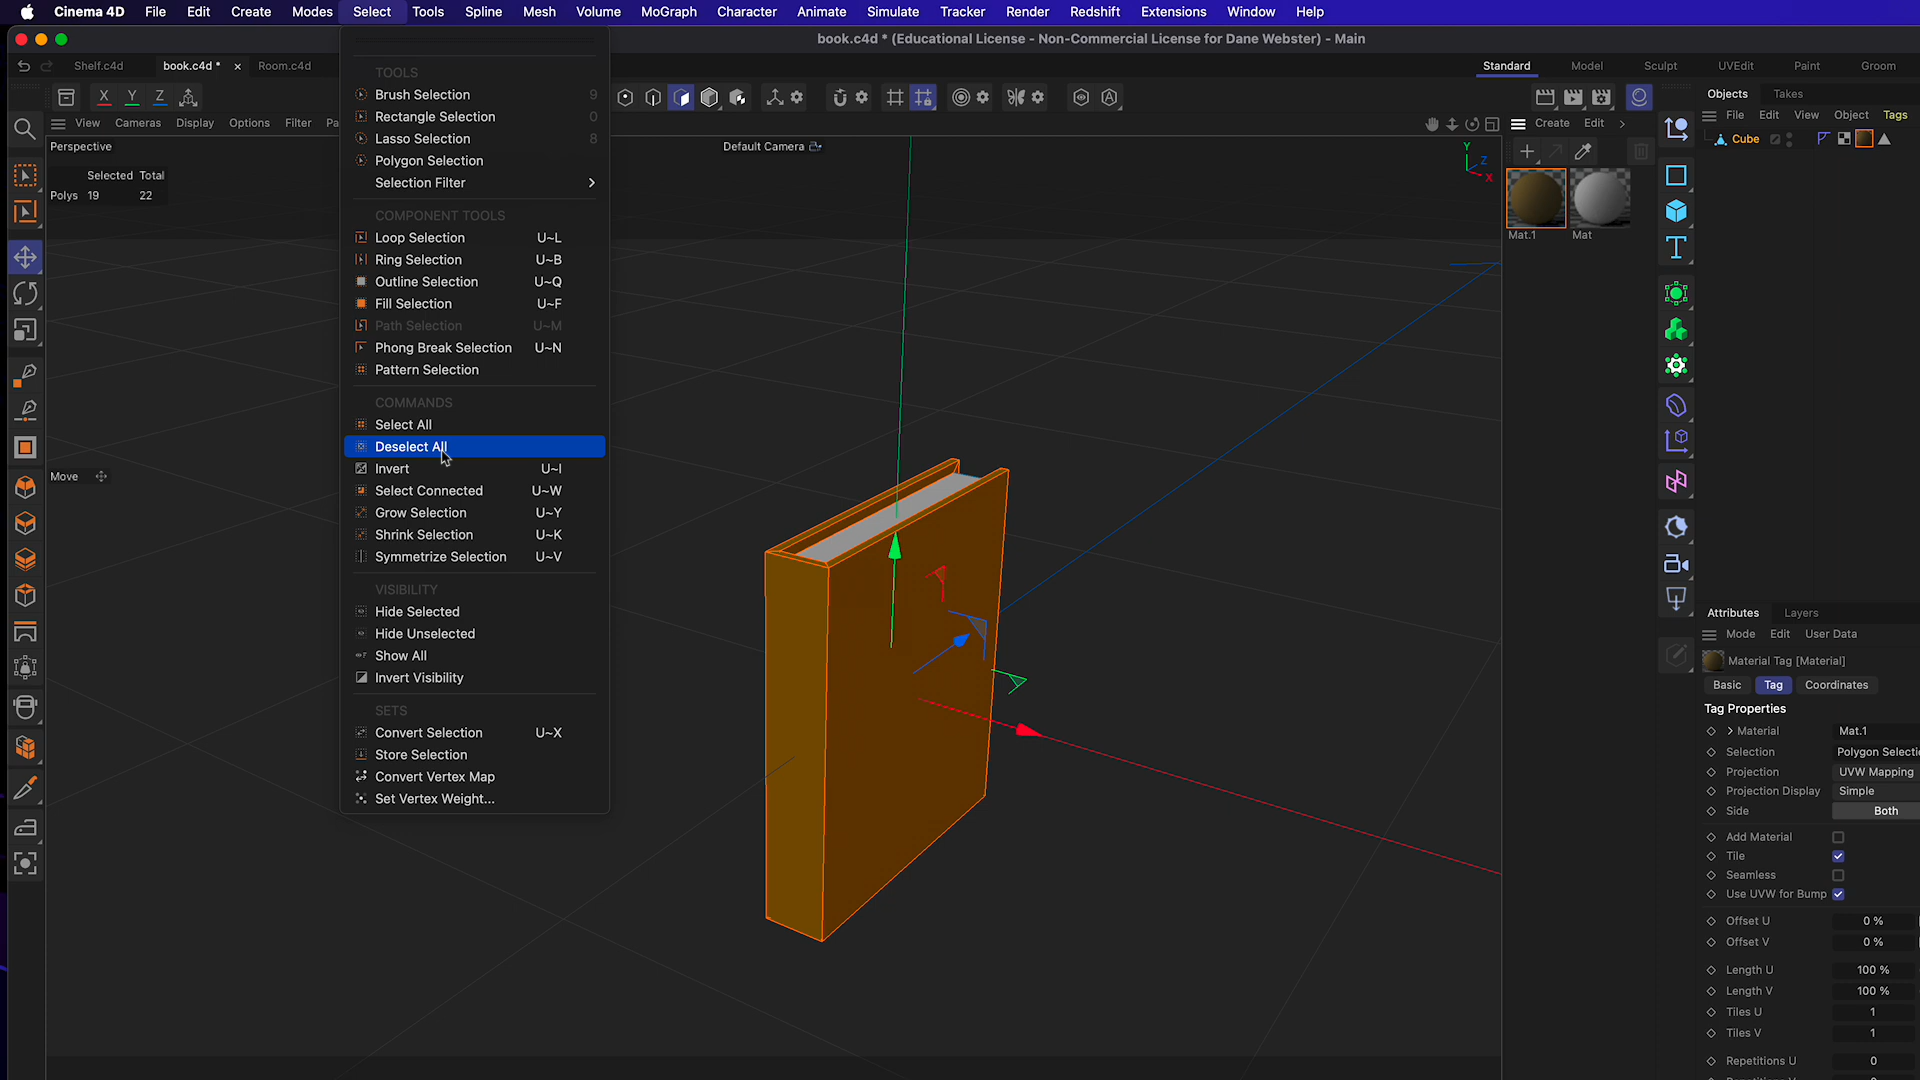 Cinema 4D File Edit Create Modes Select Tools Spline Mesh Volume MoGraph Character Animate Simulate Tracker Render Redshift Extensions Window Help
book.c4d * (Educational License - Non-Commercial License for Dane Webster) - Main
Shelf.c4d book.c4d * × Room.c4d
Standard Model Sculpt UVEdit Paint Groom
X Y Z
View Cameras Display Options Filter Pa
Perspective
Default Camera
Selected Total
Polys 19 22
Move
TOOLS
Brush Selection 9
Rectangle Selection 0
Lasso Selection 8
Polygon Selection
Selection Filter
COMPONENT TOOLS
Loop Selection U~L
Ring Selection U~B
Outline Selection U~Q
Fill Selection U~F
Path Selection U~M
Phong Break Selection U~N
Pattern Selection
COMMANDS
Select All
Deselect All
Invert U~I
Select Connected U~W
Grow Selection U~Y
Shrink Selection U~K
Symmetrize Selection U~V
VISIBILITY
Hide Selected
Hide Unselected
Show All
Invert Visibility
SETS
Convert Selection U~X
Store Selection
Convert Vertex Map
Set Vertex Weight...
Y
Z
X
Create Edit
Mat.1 Mat
Objects Takes
File Edit View Object Tags
Cube
Attributes Layers
Mode Edit User Data
Material Tag [Material]
Basic Tag Coordinates
Tag Properties
Material Mat.1
Selection Polygon Selecti
Projection UVW Mapping
Projection Display Simple
Side Both
Add Material
Tile
Seamless
Use UVW for Bump
Offset U 0 %
Offset V 0 %
Length U 100 %
Length V 100 %
Tiles U 1
Tiles V 1
Repetitions U 0